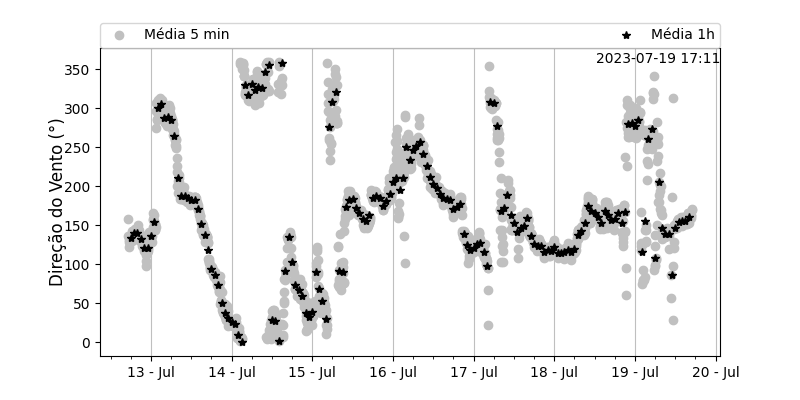 Média 5 min
Média 1h
2023-07-19 17:11
Direção do Vento (°)
350
300
250
200
150
100
50
0
13 - Jul
14 - Jul
15 - Jul
16 - Jul
17 - Jul
18 - Jul
19 - Jul
20 - Jul